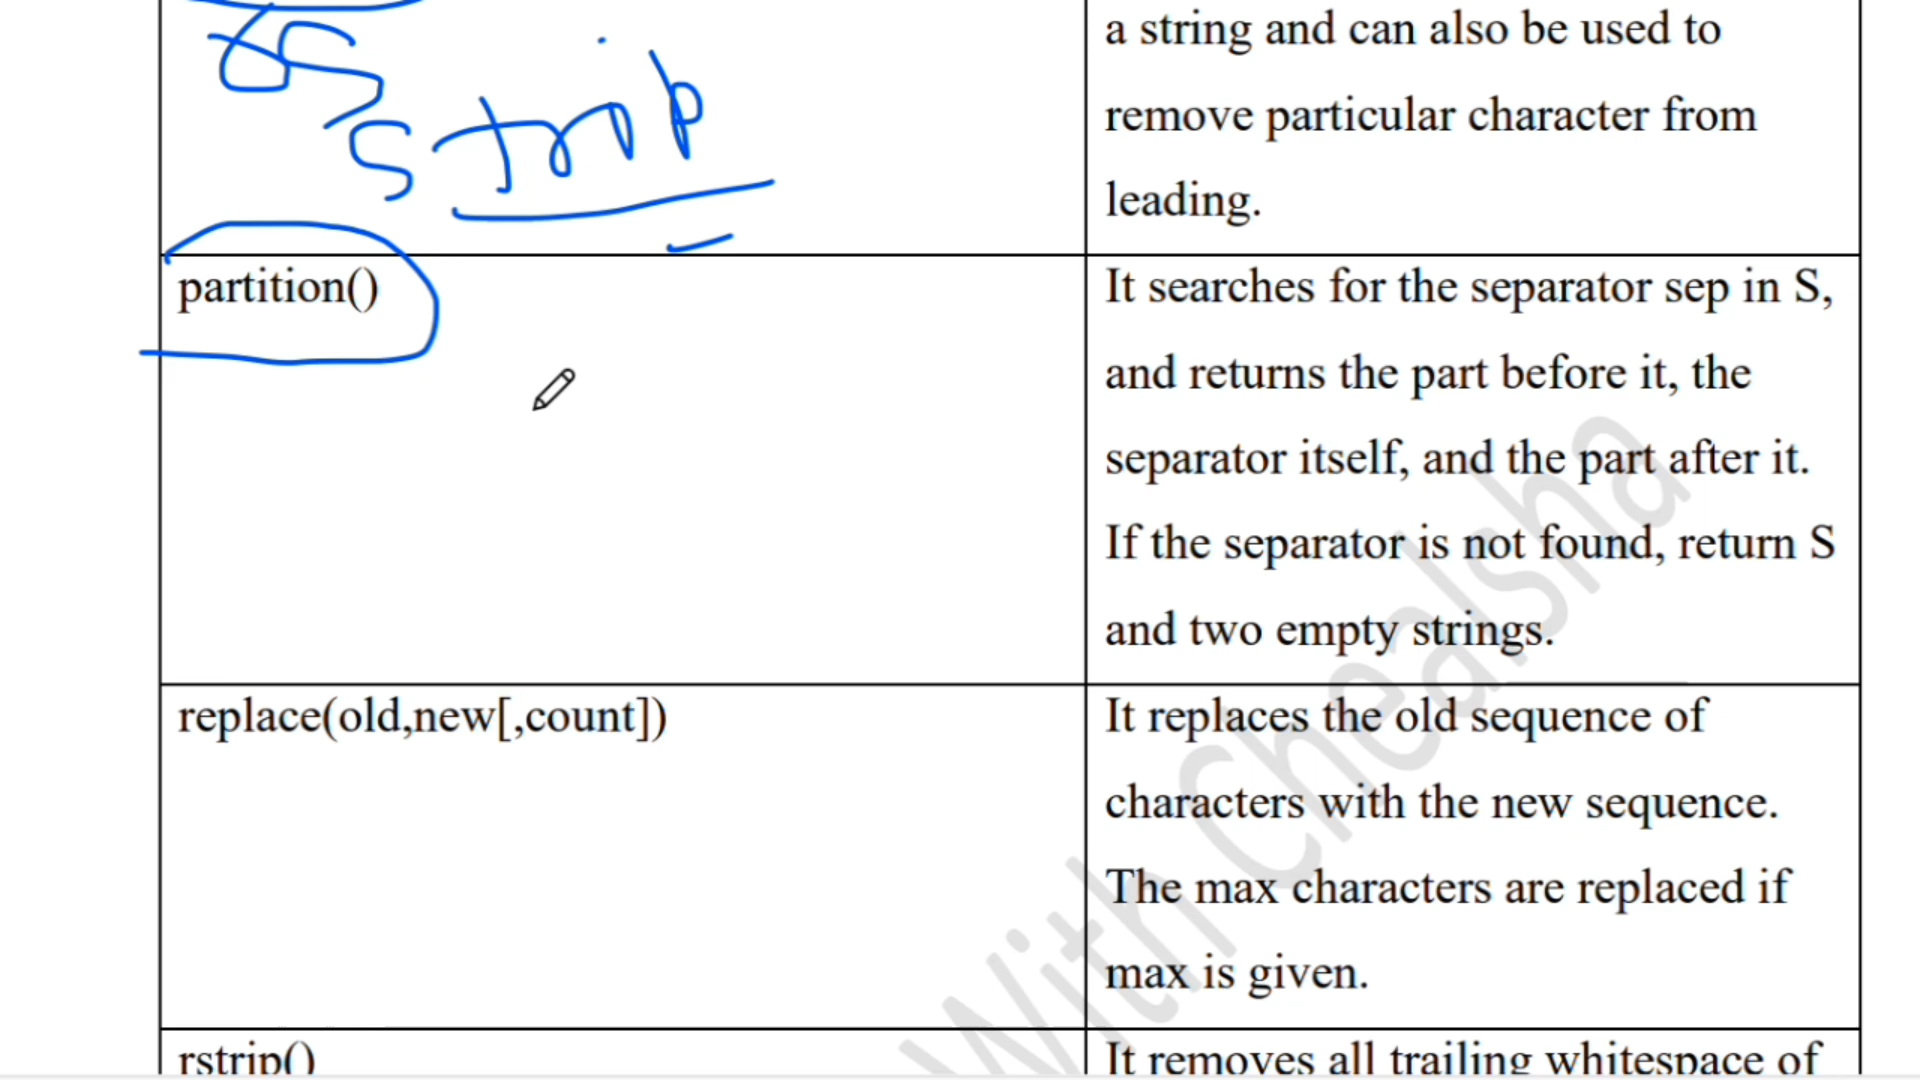 a string and can also be used to
remove particular character from
leading.
strip
partition()
It searches for the separator sep in S,
and returns the part before it, the
separator itself, and the part after it.
If the separator is not found, return S
and two empty strings.
replace(old,new[,count])
It replaces the old sequence of
characters with the new sequence.
The max characters are replaced if
max is given.
rstrip()
It removes all trailing whitespace of
With Chealsha